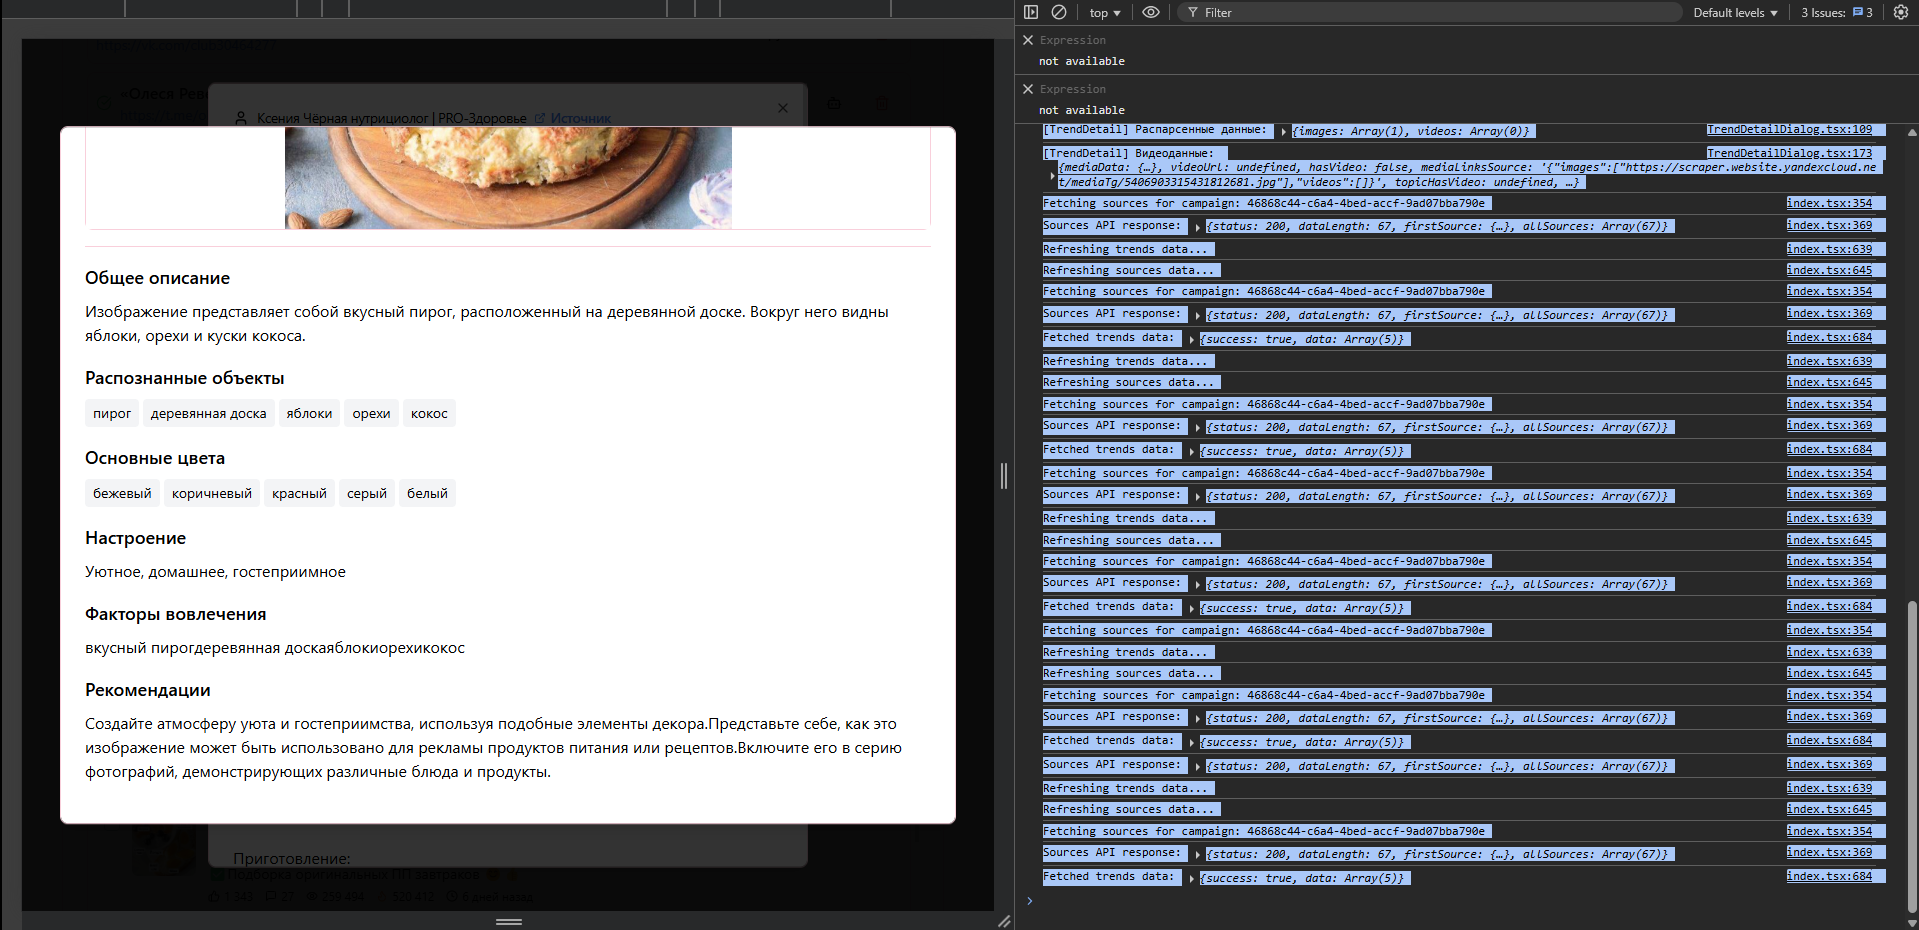 https://vk.com/club
«Олеся Рев
Ксения Чёрная нутрициолог | PRO-Здоровье
Источник
Общее описание
Изображение представляет собой вкусный пирог, расположенный на деревянной доске. Вокруг него видны
яблоки, орехи и куски кокоса.
Распознанные объекты
пирог деревянная доска яблоки орехи кокос
Основные цвета
бежевый коричневый красный серый белый
Настроение
Уютное, домашнее, гостеприимное
Факторы вовлечения
вкусный пирогдеревянная доскаяблокиорехикокос
Рекомендации
Создайте атмосферу уюта и гостеприимства, используя подобные элементы декора.Представьте себе, как это
изображение может быть использовано для рекламы продуктов питания или рецептов.Включите его в серию
фотографий, демонстрирующих различные блюда и продукты.
Приготовление:
Подборка оригинальных ПП завтраков
1 343 27 259 494 520 412 6 дней назад
top Filter Default levels 3 Issues: 3
Expression
not available
Expression
not available
[TrendDetail] Распарсенные данные: {images: Array(1), videos: Array(0)} TrendDetailDialog.tsx:109
[TrendDetail] Видеоданные: TrendDetailDialog.tsx:173
{mediaData: {…}, videoUrl: undefined, hasVideo: false, mediaLinksSource: '{"images":["https://scraper.website.yandexcloud.ne
t/mediaTg/5406903315431812681.jpg"],"videos":[]}', topicHasVideo: undefined, …}
Fetching sources for campaign: 46868c44-c6a4-4bed-accf-9ad07bba790e index.tsx:354
Sources API response: {status: 200, dataLength: 67, firstSource: {…}, allSources: Array(67)} index.tsx:369
Refreshing trends data... index.tsx:639
Refreshing sources data... index.tsx:645
Fetching sources for campaign: 46868c44-c6a4-4bed-accf-9ad07bba790e index.tsx:354
Sources API response: {status: 200, dataLength: 67, firstSource: {…}, allSources: Array(67)} index.tsx:369
Fetched trends data: {success: true, data: Array(5)} index.tsx:684
Refreshing trends data... index.tsx:639
Refreshing sources data... index.tsx:645
Fetching sources for campaign: 46868c44-c6a4-4bed-accf-9ad07bba790e index.tsx:354
Sources API response: {status: 200, dataLength: 67, firstSource: {…}, allSources: Array(67)} index.tsx:369
Fetched trends data: {success: true, data: Array(5)} index.tsx:684
Fetching sources for campaign: 46868c44-c6a4-4bed-accf-9ad07bba790e index.tsx:354
Sources API response: {status: 200, dataLength: 67, firstSource: {…}, allSources: Array(67)} index.tsx:369
Refreshing trends data... index.tsx:639
Refreshing sources data... index.tsx:645
Fetching sources for campaign: 46868c44-c6a4-4bed-accf-9ad07bba790e index.tsx:354
Sources API response: {status: 200, dataLength: 67, firstSource: {…}, allSources: Array(67)} index.tsx:369
Fetched trends data: {success: true, data: Array(5)} index.tsx:684
Fetching sources for campaign: 46868c44-c6a4-4bed-accf-9ad07bba790e index.tsx:354
Refreshing trends data... index.tsx:639
Refreshing sources data... index.tsx:645
Fetching sources for campaign: 46868c44-c6a4-4bed-accf-9ad07bba790e index.tsx:354
Sources API response: {status: 200, dataLength: 67, firstSource: {…}, allSources: Array(67)} index.tsx:369
Fetched trends data: {success: true, data: Array(5)} index.tsx:684
Sources API response: {status: 200, dataLength: 67, firstSource: {…}, allSources: Array(67)} index.tsx:369
Refreshing trends data... index.tsx:639
Refreshing sources data... index.tsx:645
Fetching sources for campaign: 46868c44-c6a4-4bed-accf-9ad07bba790e index.tsx:354
Sources API response: {status: 200, dataLength: 67, firstSource: {…}, allSources: Array(67)} index.tsx:369
Fetched trends data: {success: true, data: Array(5)} index.tsx:684